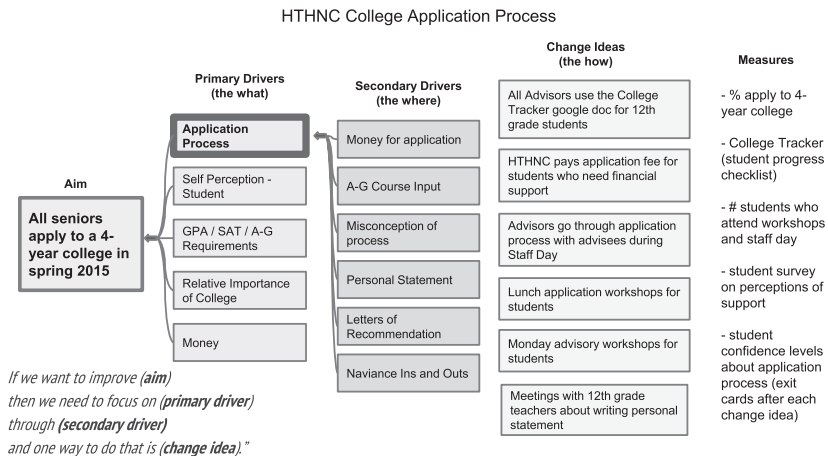 HTHNC College Application Process
Aim
All seniors
apply to a 4-
year college in
spring 2015
Primary Drivers
(the what)
Application
Process
Self Perception -
Student
GPA / SAT / A-G
Requirements
Relative Importance
of College
Money
Secondary Drivers
(the where)
Money for application
A-G Course Input
Misconception of
process
Personal Statement
Letters of
Recommendation
Naviance Ins and Outs
Change Ideas
(the how)
All Advisors use the College
Tracker google doc for 12th
grade students
HTHNC pays application fee for
students who need financial
support
Advisors go through application
process with advisees during
Staff Day
Lunch application workshops for
students
Monday advisory workshops for
students
Meetings with 12th grade
teachers about writing personal
statement
Measures
- % apply to 4-
year college
- College Tracker
(student progress
checklist)
- # students who
attend workshops
and staff day
- student survey
on perceptions of
support
- student
confidence levels
about application
process (exit
cards after each
change idea)
If we want to improve (aim)
then we need to focus on (primary driver)
through (secondary driver)
and one way to do that is (change idea)."